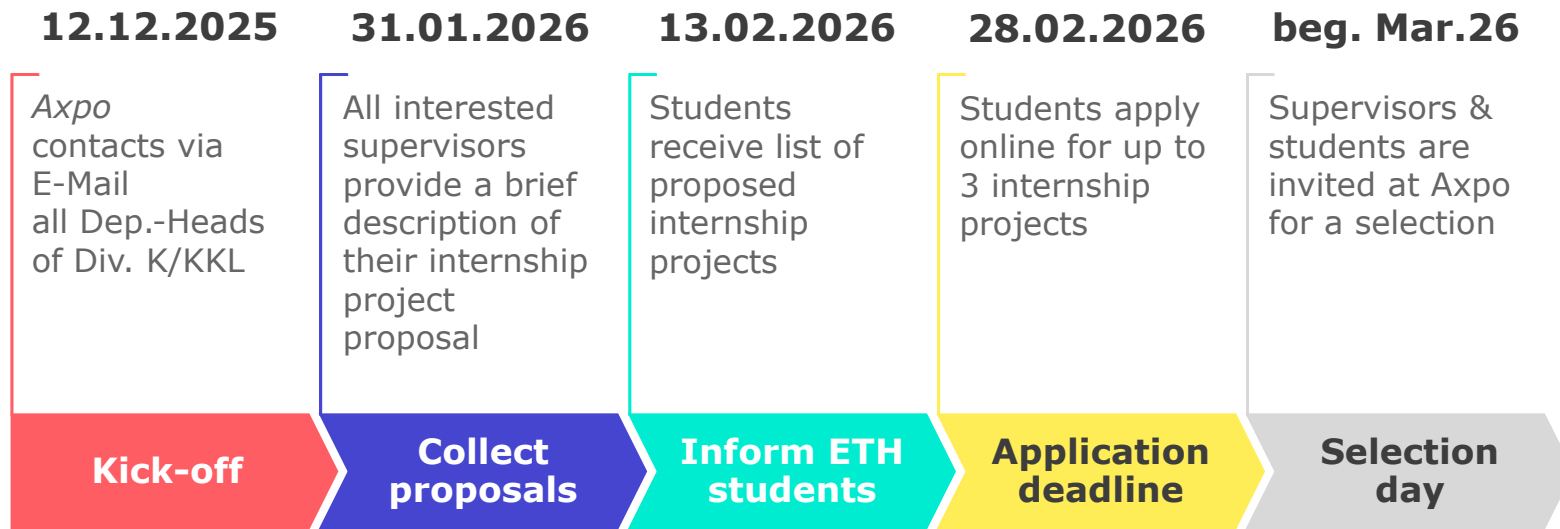 12.12.2025
Axpo
contacts via
E-Mail
all Dep.-Heads
of Div. K/KKL
Kick-off
31.01.2026
All interested
supervisors
provide a brief
description of
their internship
project
proposal
Collect
proposals
13.02.2026
Students
receive list of
proposed
internship
projects
Inform ETH
students
28.02.2026
Students apply
online for up to
3 internship
projects
Application
deadline
beg. Mar.26
Supervisors &
students are
invited at Axpo
for a selection
Selection
day